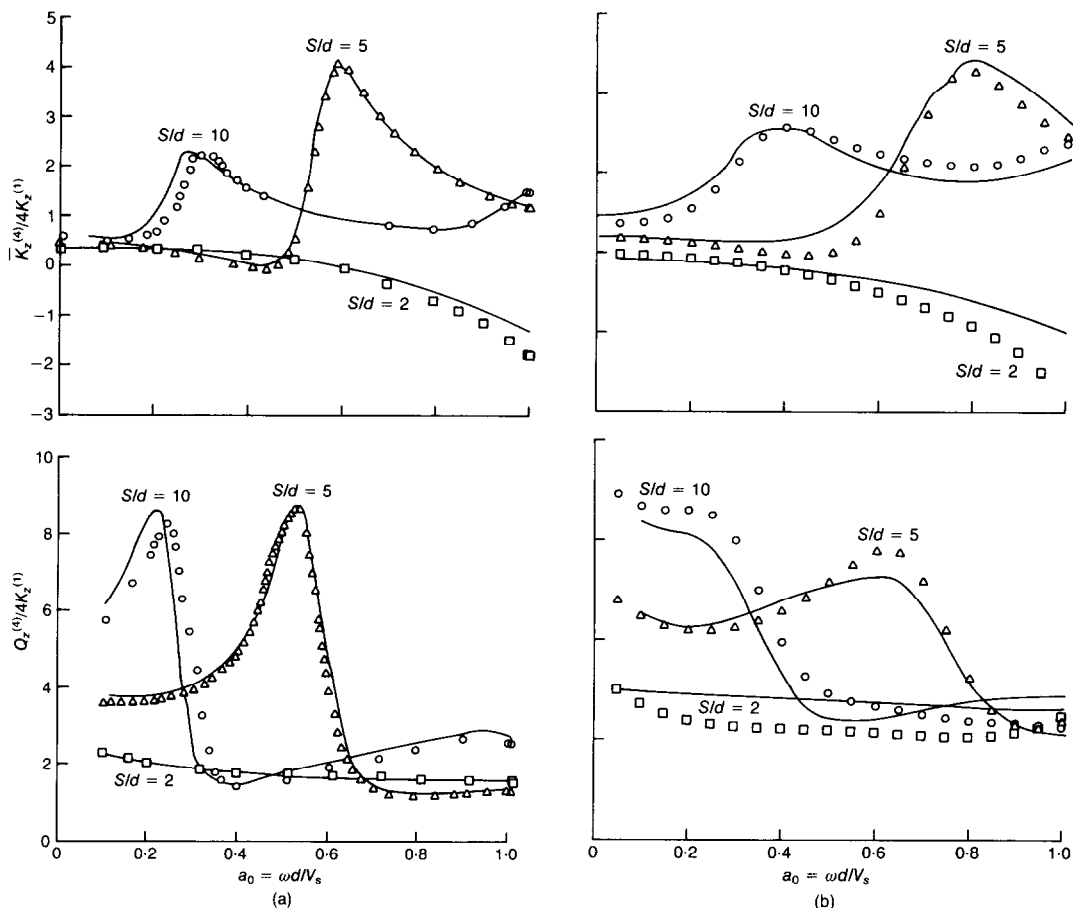 5
4
3
2
1
0
−1
−2
−3
K̅z(4)/4Kz(1)
S/d = 5
S/d = 10
S/d = 2
S/d = 5
S/d = 10
S/d = 2
10
8
6
4
2
0
Qz(4)/4Kz(1)
S/d = 10
S/d = 5
S/d = 2
0
0·2
0·4
0·6
0·8
1·0
a0 = ωd/Vs
(a)
S/d = 10
S/d = 5
S/d = 2
0
0·2
0·4
0·6
0·8
1·0
a0 = ωd/Vs
(b)